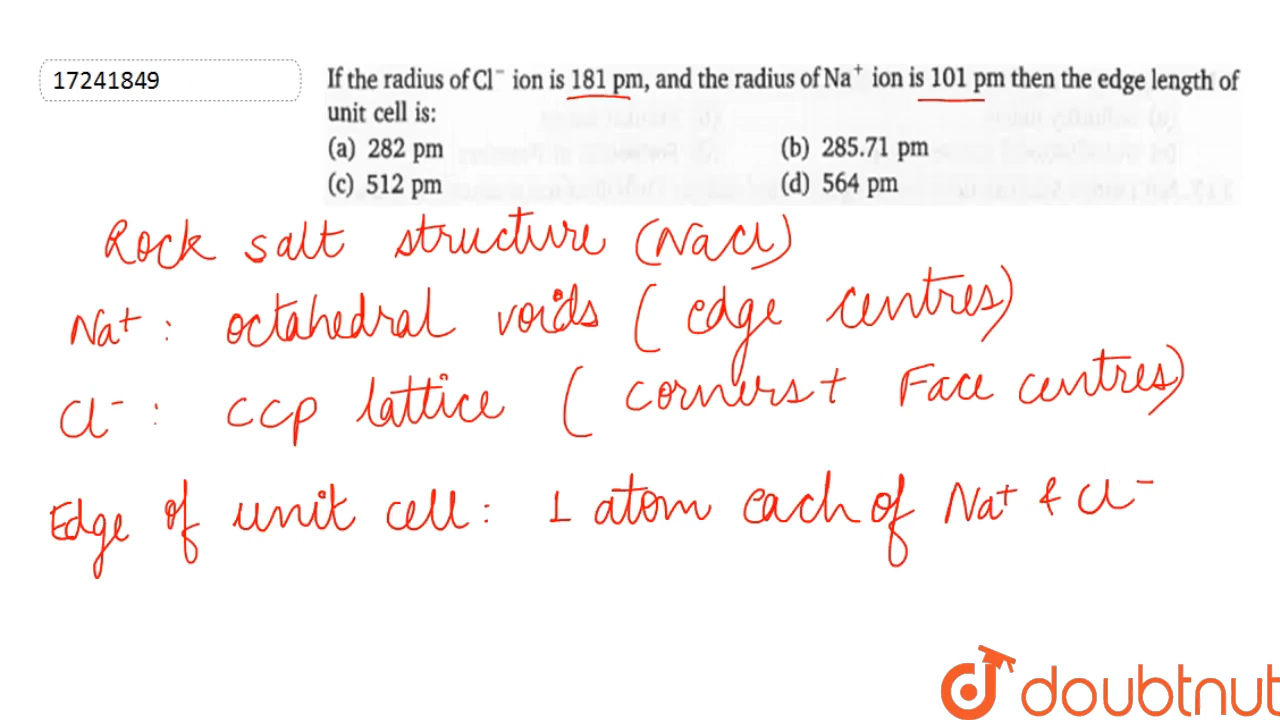 17241849
If the radius of Cl⁻ ion is 181 pm, and the radius of Na⁺ ion is 101 pm then the edge length of
unit cell is:
(a) 282 pm (b) 285.71 pm
(c) 512 pm (d) 564 pm
Rock salt structure (NaCl)
Na⁺ : octahedral voids ( edge centres)
Cl⁻ : CCP lattice ( corners + Face centres)
Edge of unit cell : 1 atom each of Na⁺ & Cl⁻
doubtnut